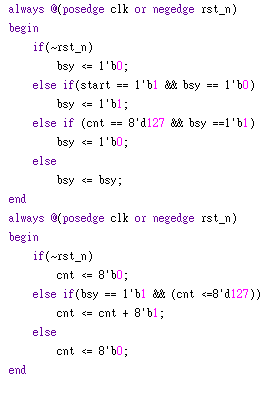 always @(posedge clk or negedge rst_n)
begin
if(~rst_n)
bsy <= 1'b0;
else if(start == 1'b1 && bsy == 1'b0)
bsy <= 1'b1;
else if (cnt == 8'd127 && bsy ==1'b1)
bsy <= 1'b0;
else
bsy <= bsy;
end
always @(posedge clk or negedge rst_n)
begin
if(~rst_n)
cnt <= 8'b0;
else if(bsy == 1'b1 && (cnt <=8'd127))
cnt <= cnt + 8'b1;
else
cnt <= 8'b0;
end